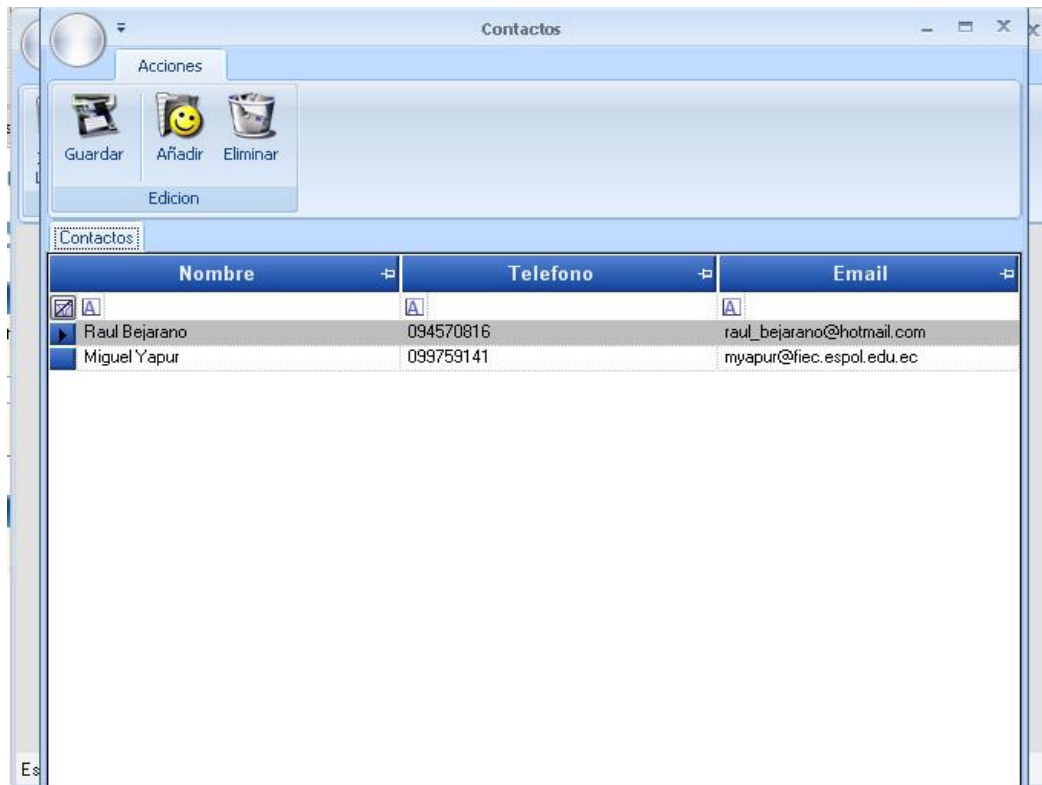 Contactos
Acciones
Guardar Añadir Eliminar
Edicion
Contactos
Nombre Telefono Email
A A A
Raul Bejarano 094570816 raul_bejarano@hotmail.com
Miguel Yapur 099759141 myapur@fiec.espol.edu.ec
Es